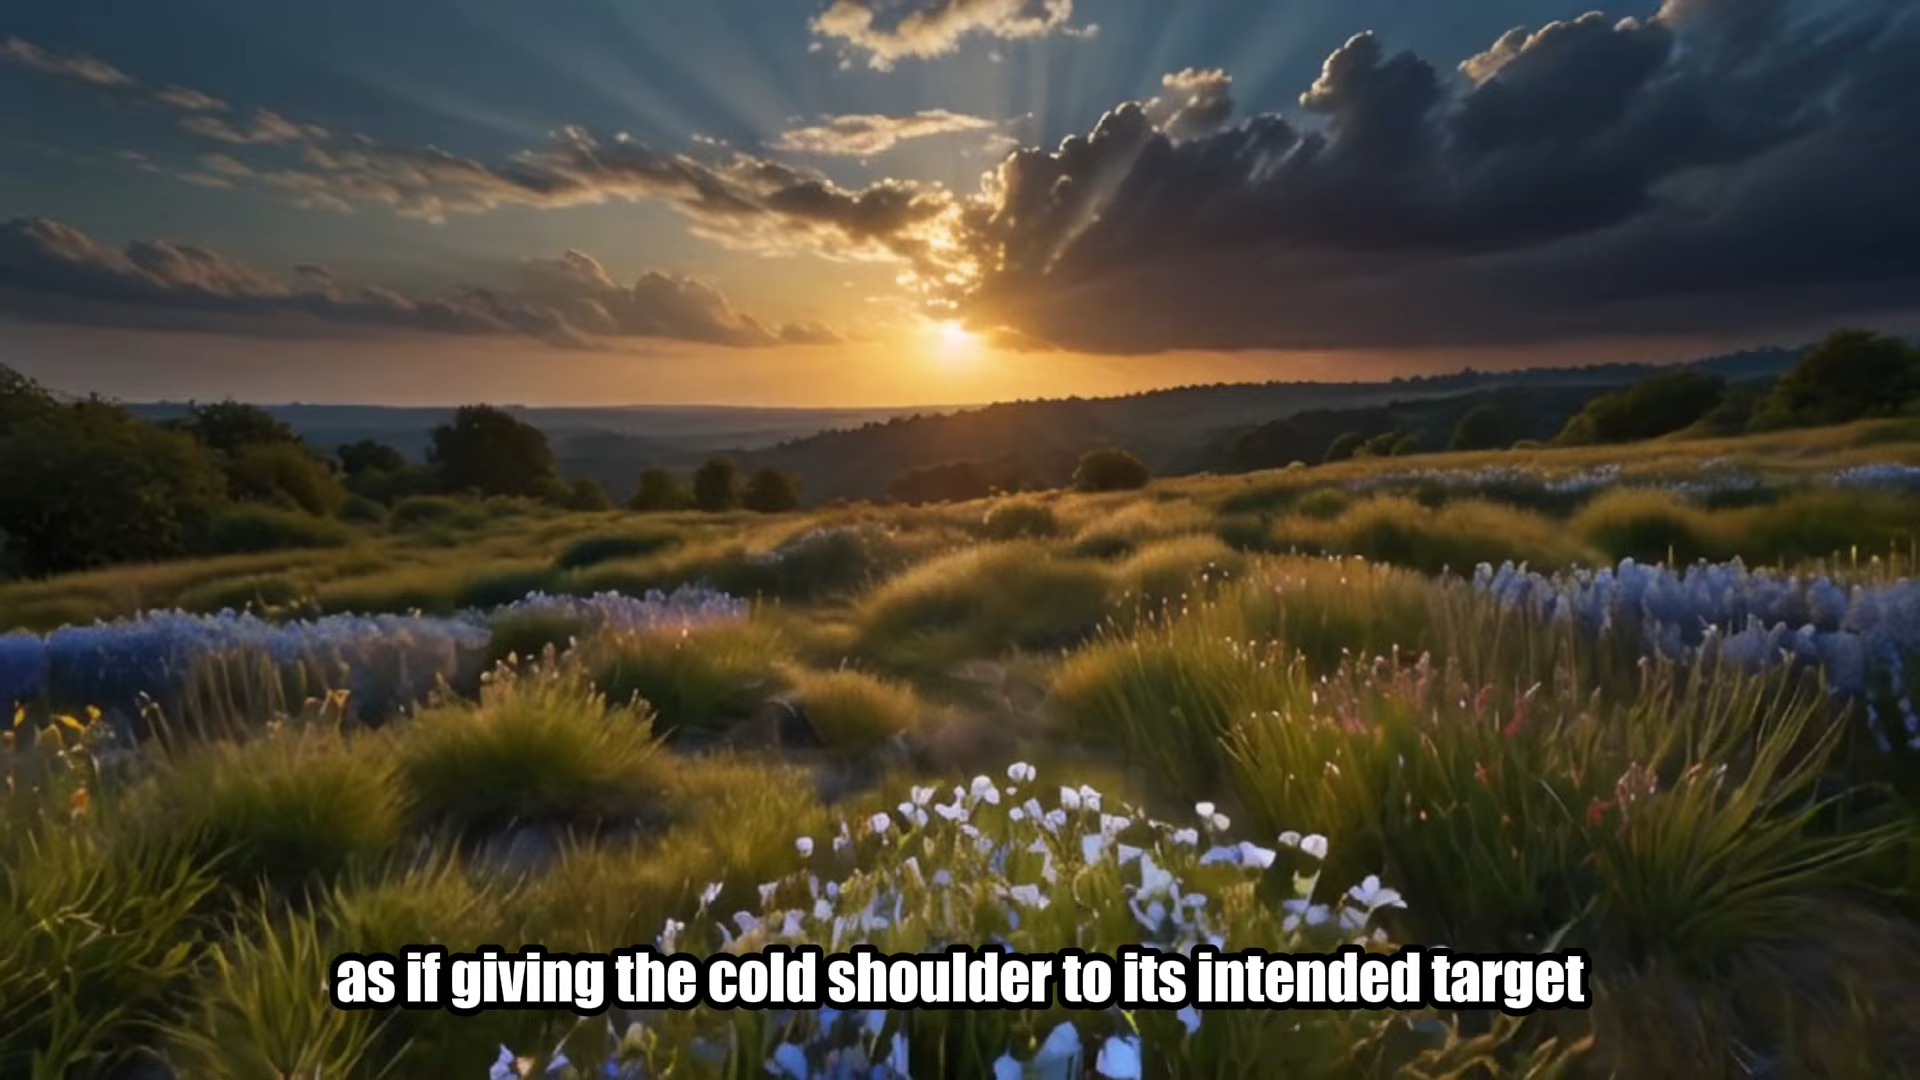 as if giving the cold shoulder to its intended target